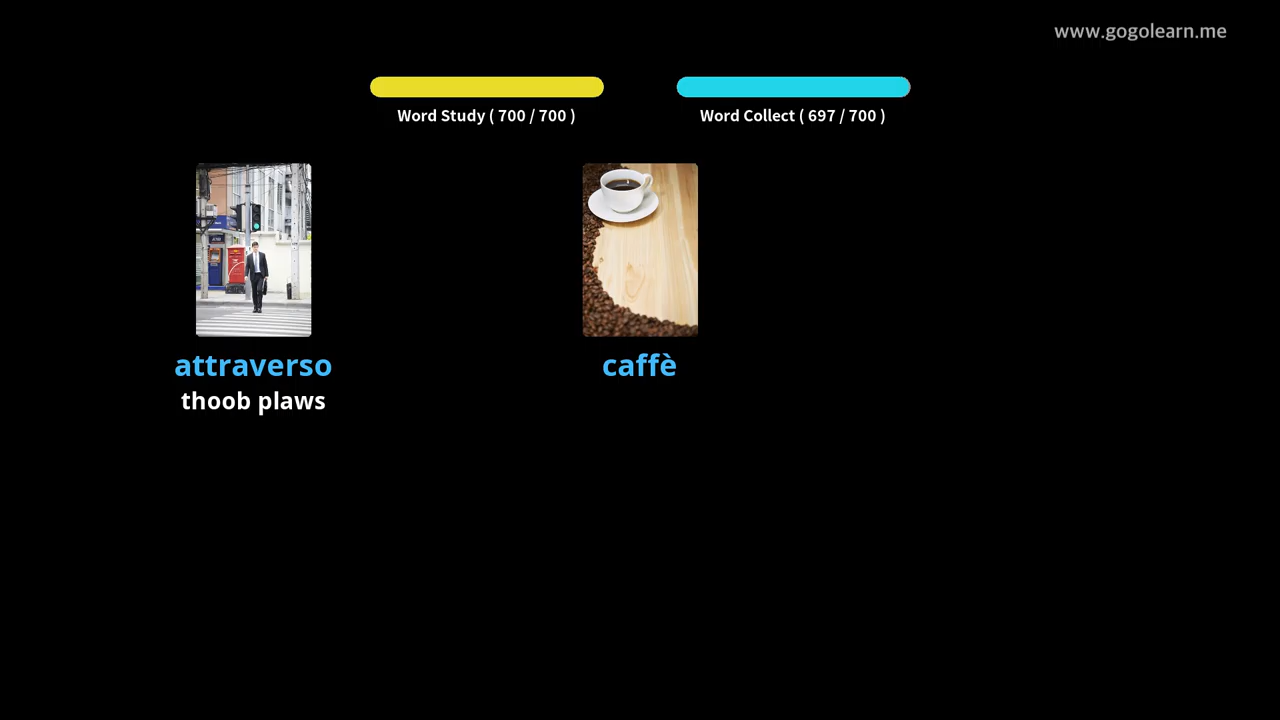 www.gogolearn.me
Word Study ( 700 / 700 )
Word Collect ( 697 / 700 )
attraverso
thoob plaws
caffè